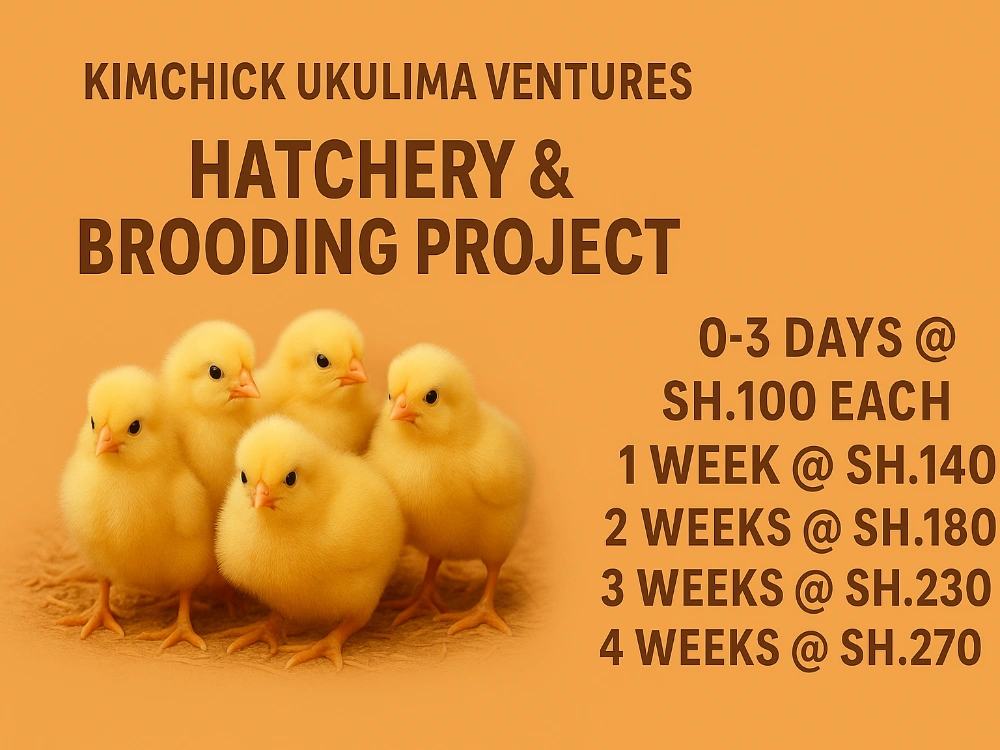 KIMCHICK UKULIMA VENTURES
HATCHERY &
BROODING PROJECT
0-3 DAYS @
SH.100 EACH
1 WEEK @ SH.140
2 WEEKS @ SH.180
3 WEEKS @ SH.230
4 WEEKS @ SH.270